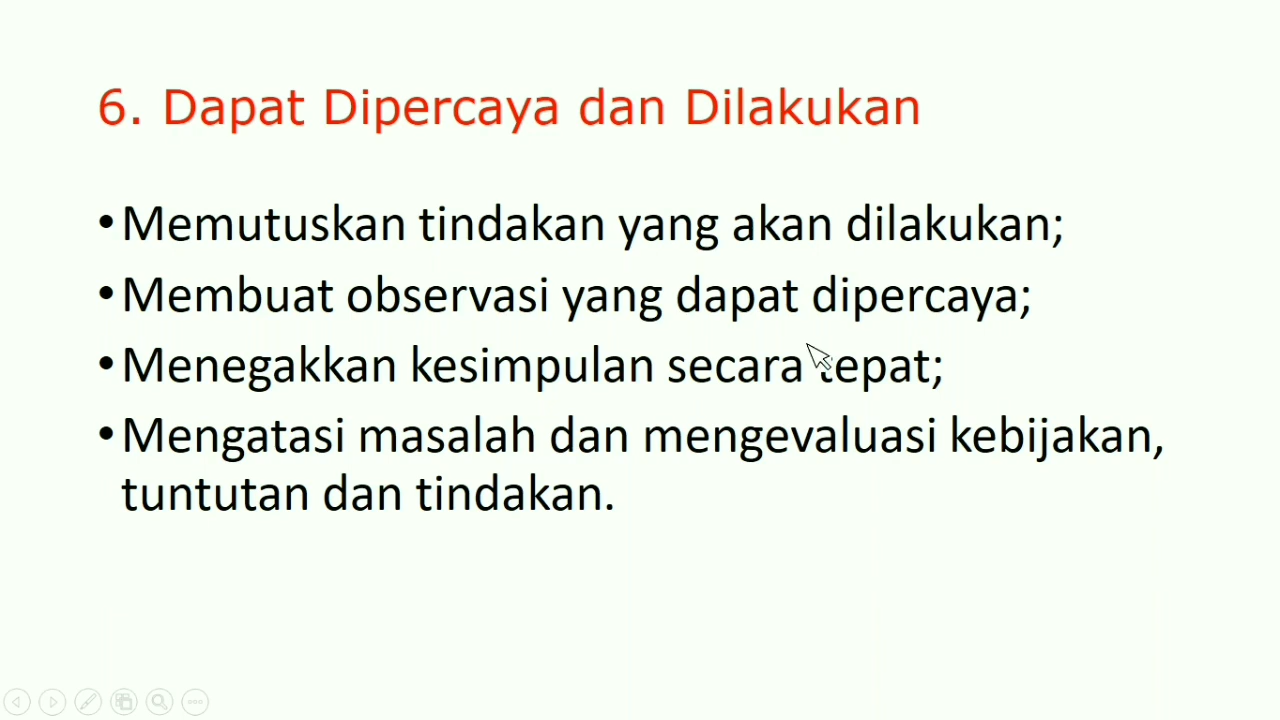 6. Dapat Dipercaya dan Dilakukan
•Memutuskan tindakan yang akan dilakukan;
•Membuat observasi yang dapat dipercaya;
•Menegakkan kesimpulan secara tepat;
•Mengatasi masalah dan mengevaluasi kebijakan,
tuntutan dan tindakan.